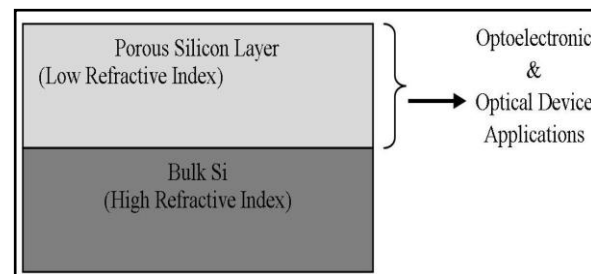 Porous Silicon Layer
(Low Refractive Index)
Bulk Si
(High Refractive Index)
Optoelectronic
&
Optical Device
Applications